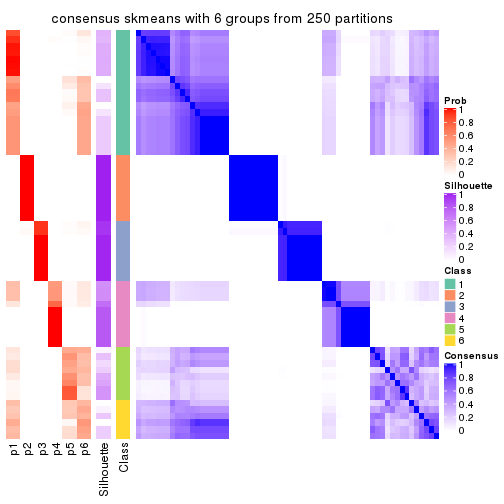 consensus skmeans with 6 groups from 250 partitions
Prob
1
0.8
0.6
0.4
0.2
0
Silhouette
1
0.8
0.6
0.4
0.2
0
Class
1
2
3
4
5
6
Consensus
1
0.8
0.6
0.4
0.2
0
p1
p2
p3
p4
p5
p6
Silhouette
Class